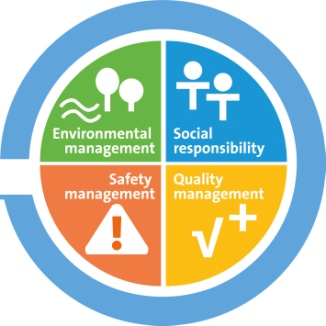 Environmental
management
Social
responsibility
Safety
management
Quality
management